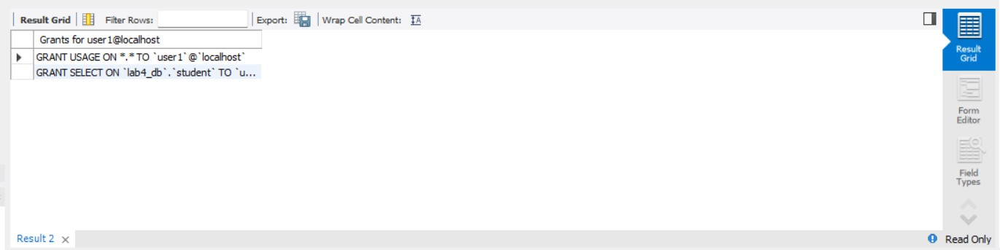 Result Grid Filter Rows: Export: Wrap Cell Content:
Grants for user1@localhost
GRANT USAGE ON *.* TO `user1`@`localhost`
GRANT SELECT ON `lab4_db`.`student` TO `u...
Result
Grid
Form
Editor
Field
Types
Result 2
Read Only